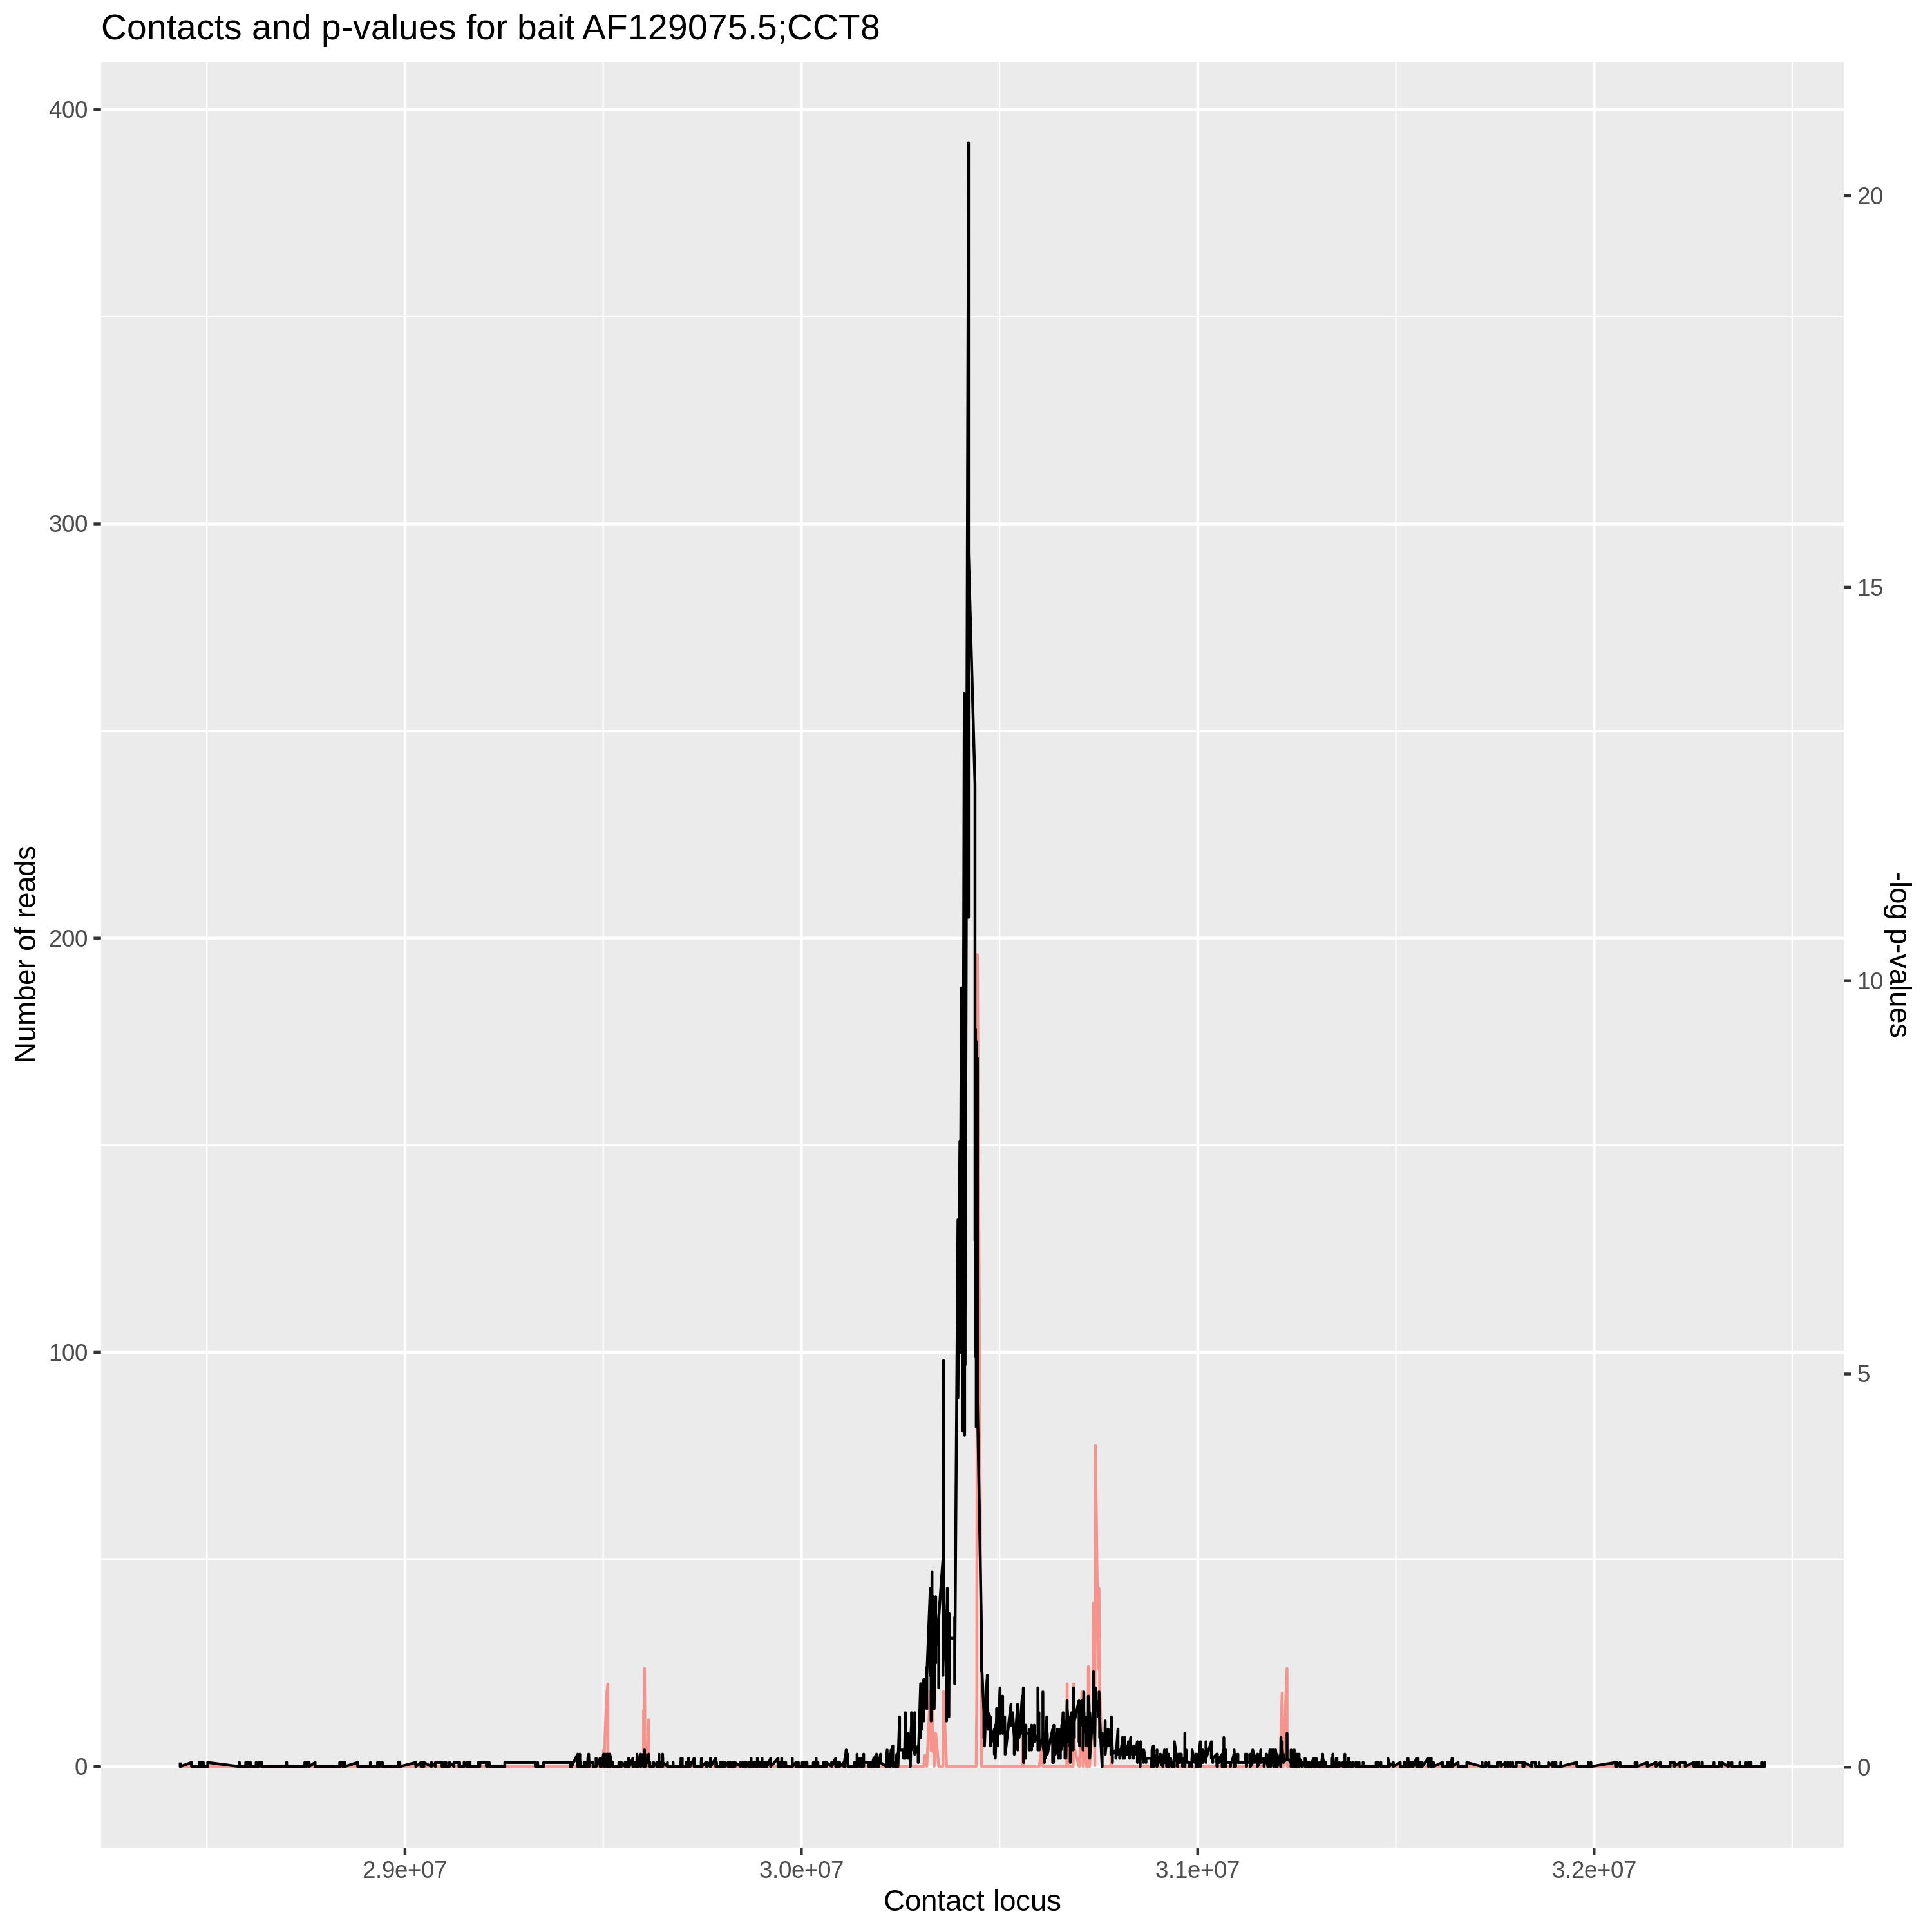 Contacts and p-values for bait AF129075.5;CCT8
400
300
200
100
0
Number of reads
20
15
10
5
0
-log p-values
2.9e+07
3.0e+07
3.1e+07
3.2e+07
Contact locus